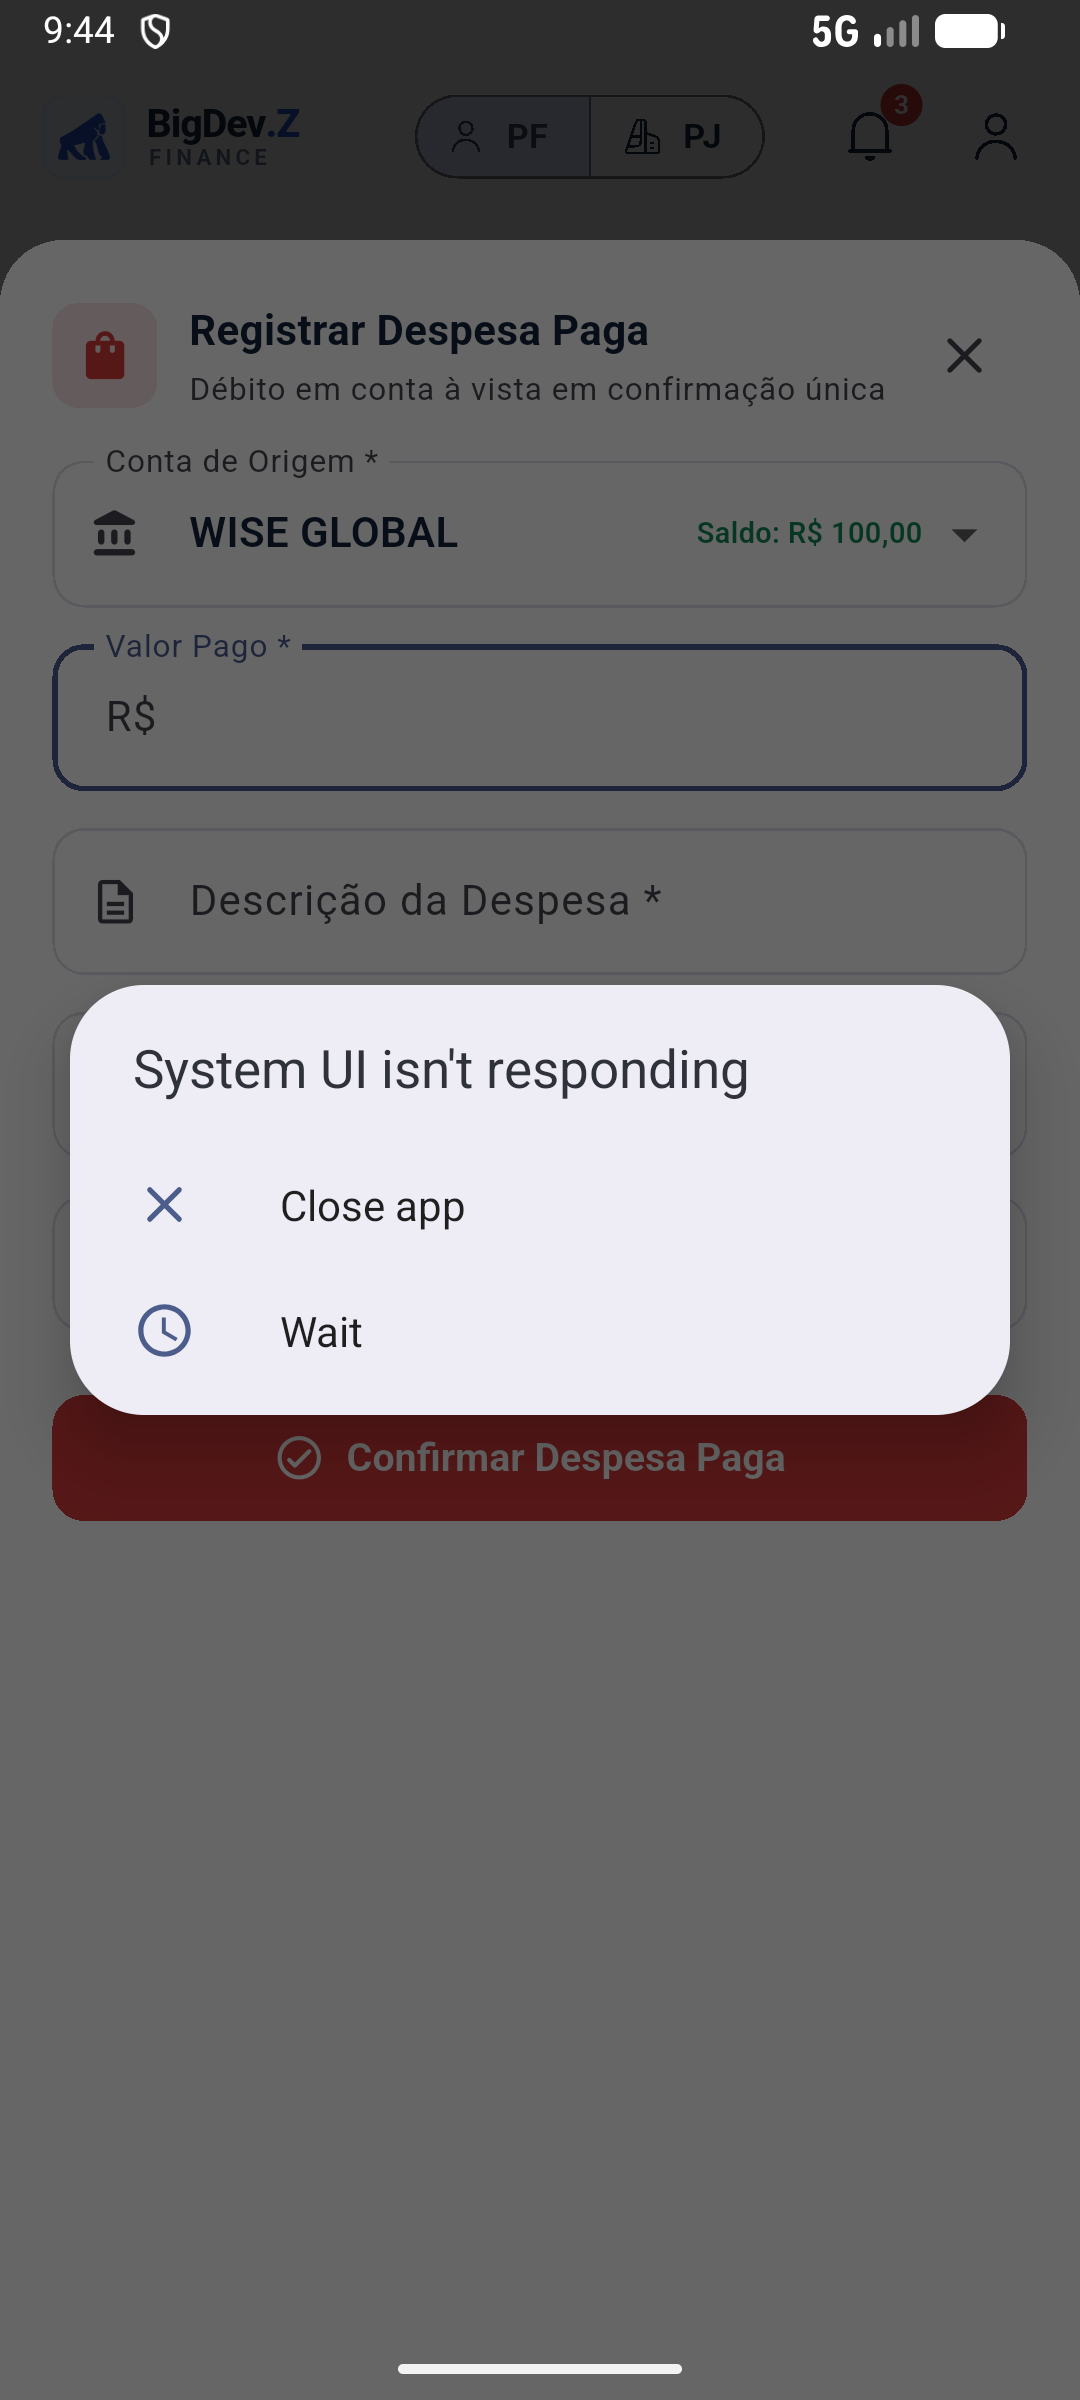 9:44
5G
BigDev.Z
FINANCE
PF
PJ
3
Registrar Despesa Paga
Débito em conta à vista em confirmação única
Conta de Origem *
WISE GLOBAL
Saldo: R$ 100,00
Valor Pago *
R$
Descrição da Despesa *
System UI isn't responding
Close app
Wait
Confirmar Despesa Paga